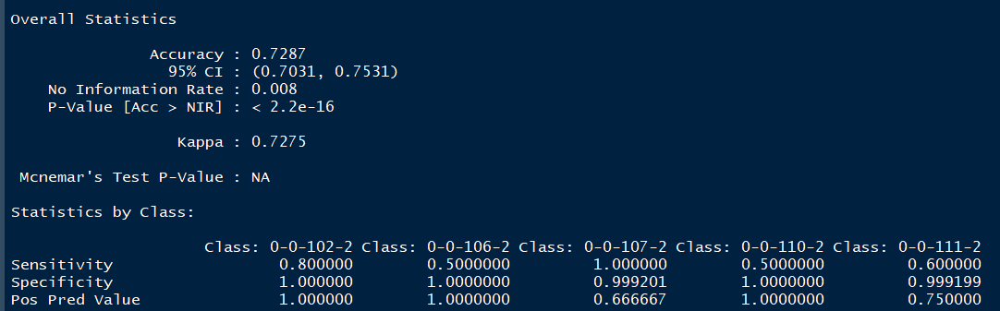 Overall Statistics
Accuracy : 0.7287
95% CI : (0.7031, 0.7531)
No Information Rate : 0.008
P-Value [Acc > NIR] : < 2.2e-16
Kappa : 0.7275
Mcnemar's Test P-Value : NA
Statistics by Class:
Class: 0-0-102-2 Class: 0-0-106-2 Class: 0-0-107-2 Class: 0-0-110-2 Class: 0-0-111-2
Sensitivity 0.800000 0.5000000 1.000000 0.5000000 0.600000
Specificity 1.000000 1.0000000 0.999201 1.0000000 0.999199
Pos Pred Value 1.000000 1.0000000 0.666667 1.0000000 0.750000